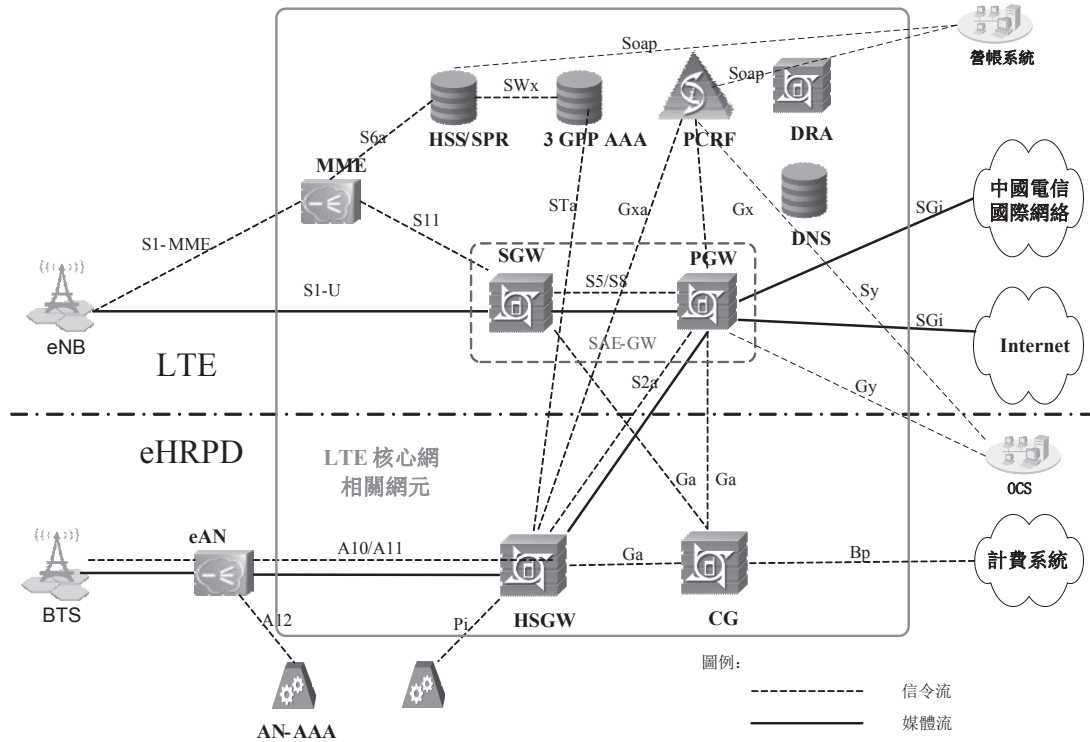 Soap
營帳系統
SWx
Soap
HSS/SPR
3 GPP AAA
PCRF
DRA
S6a
MME
STa
Gxa
Gx
DNS
中國電信
國際網絡
SGi
S1-MME
S11
SGW
PGW
S5/S8
S1-U
eNB
Sy
SGi
Internet
SAE-GW
LTE
S2a
Gy
eHRPD
LTE 核心網
相關網元
Ga
Ga
OCS
eAN
A10/A11
Ga
Bp
計費系統
BTS
A12
Pi
HSGW
CG
AN-AAA
圖例：
信令流
媒體流